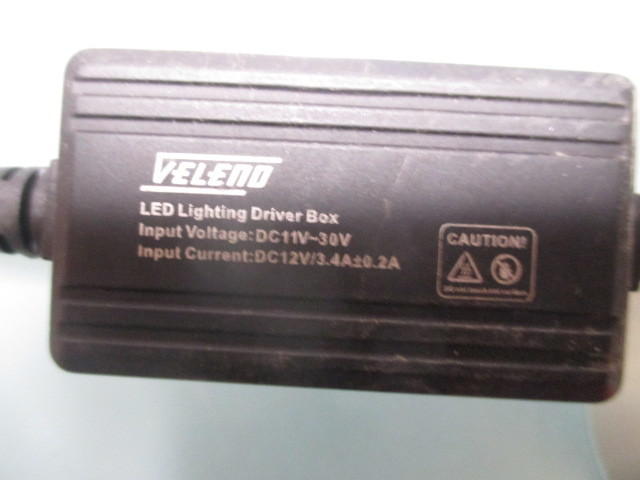 VELENO
LED Lighting Driver Box
Input Voltage:DC11V~30V
Input Current:DC12V/3.4A±0.2A
CAUTION!